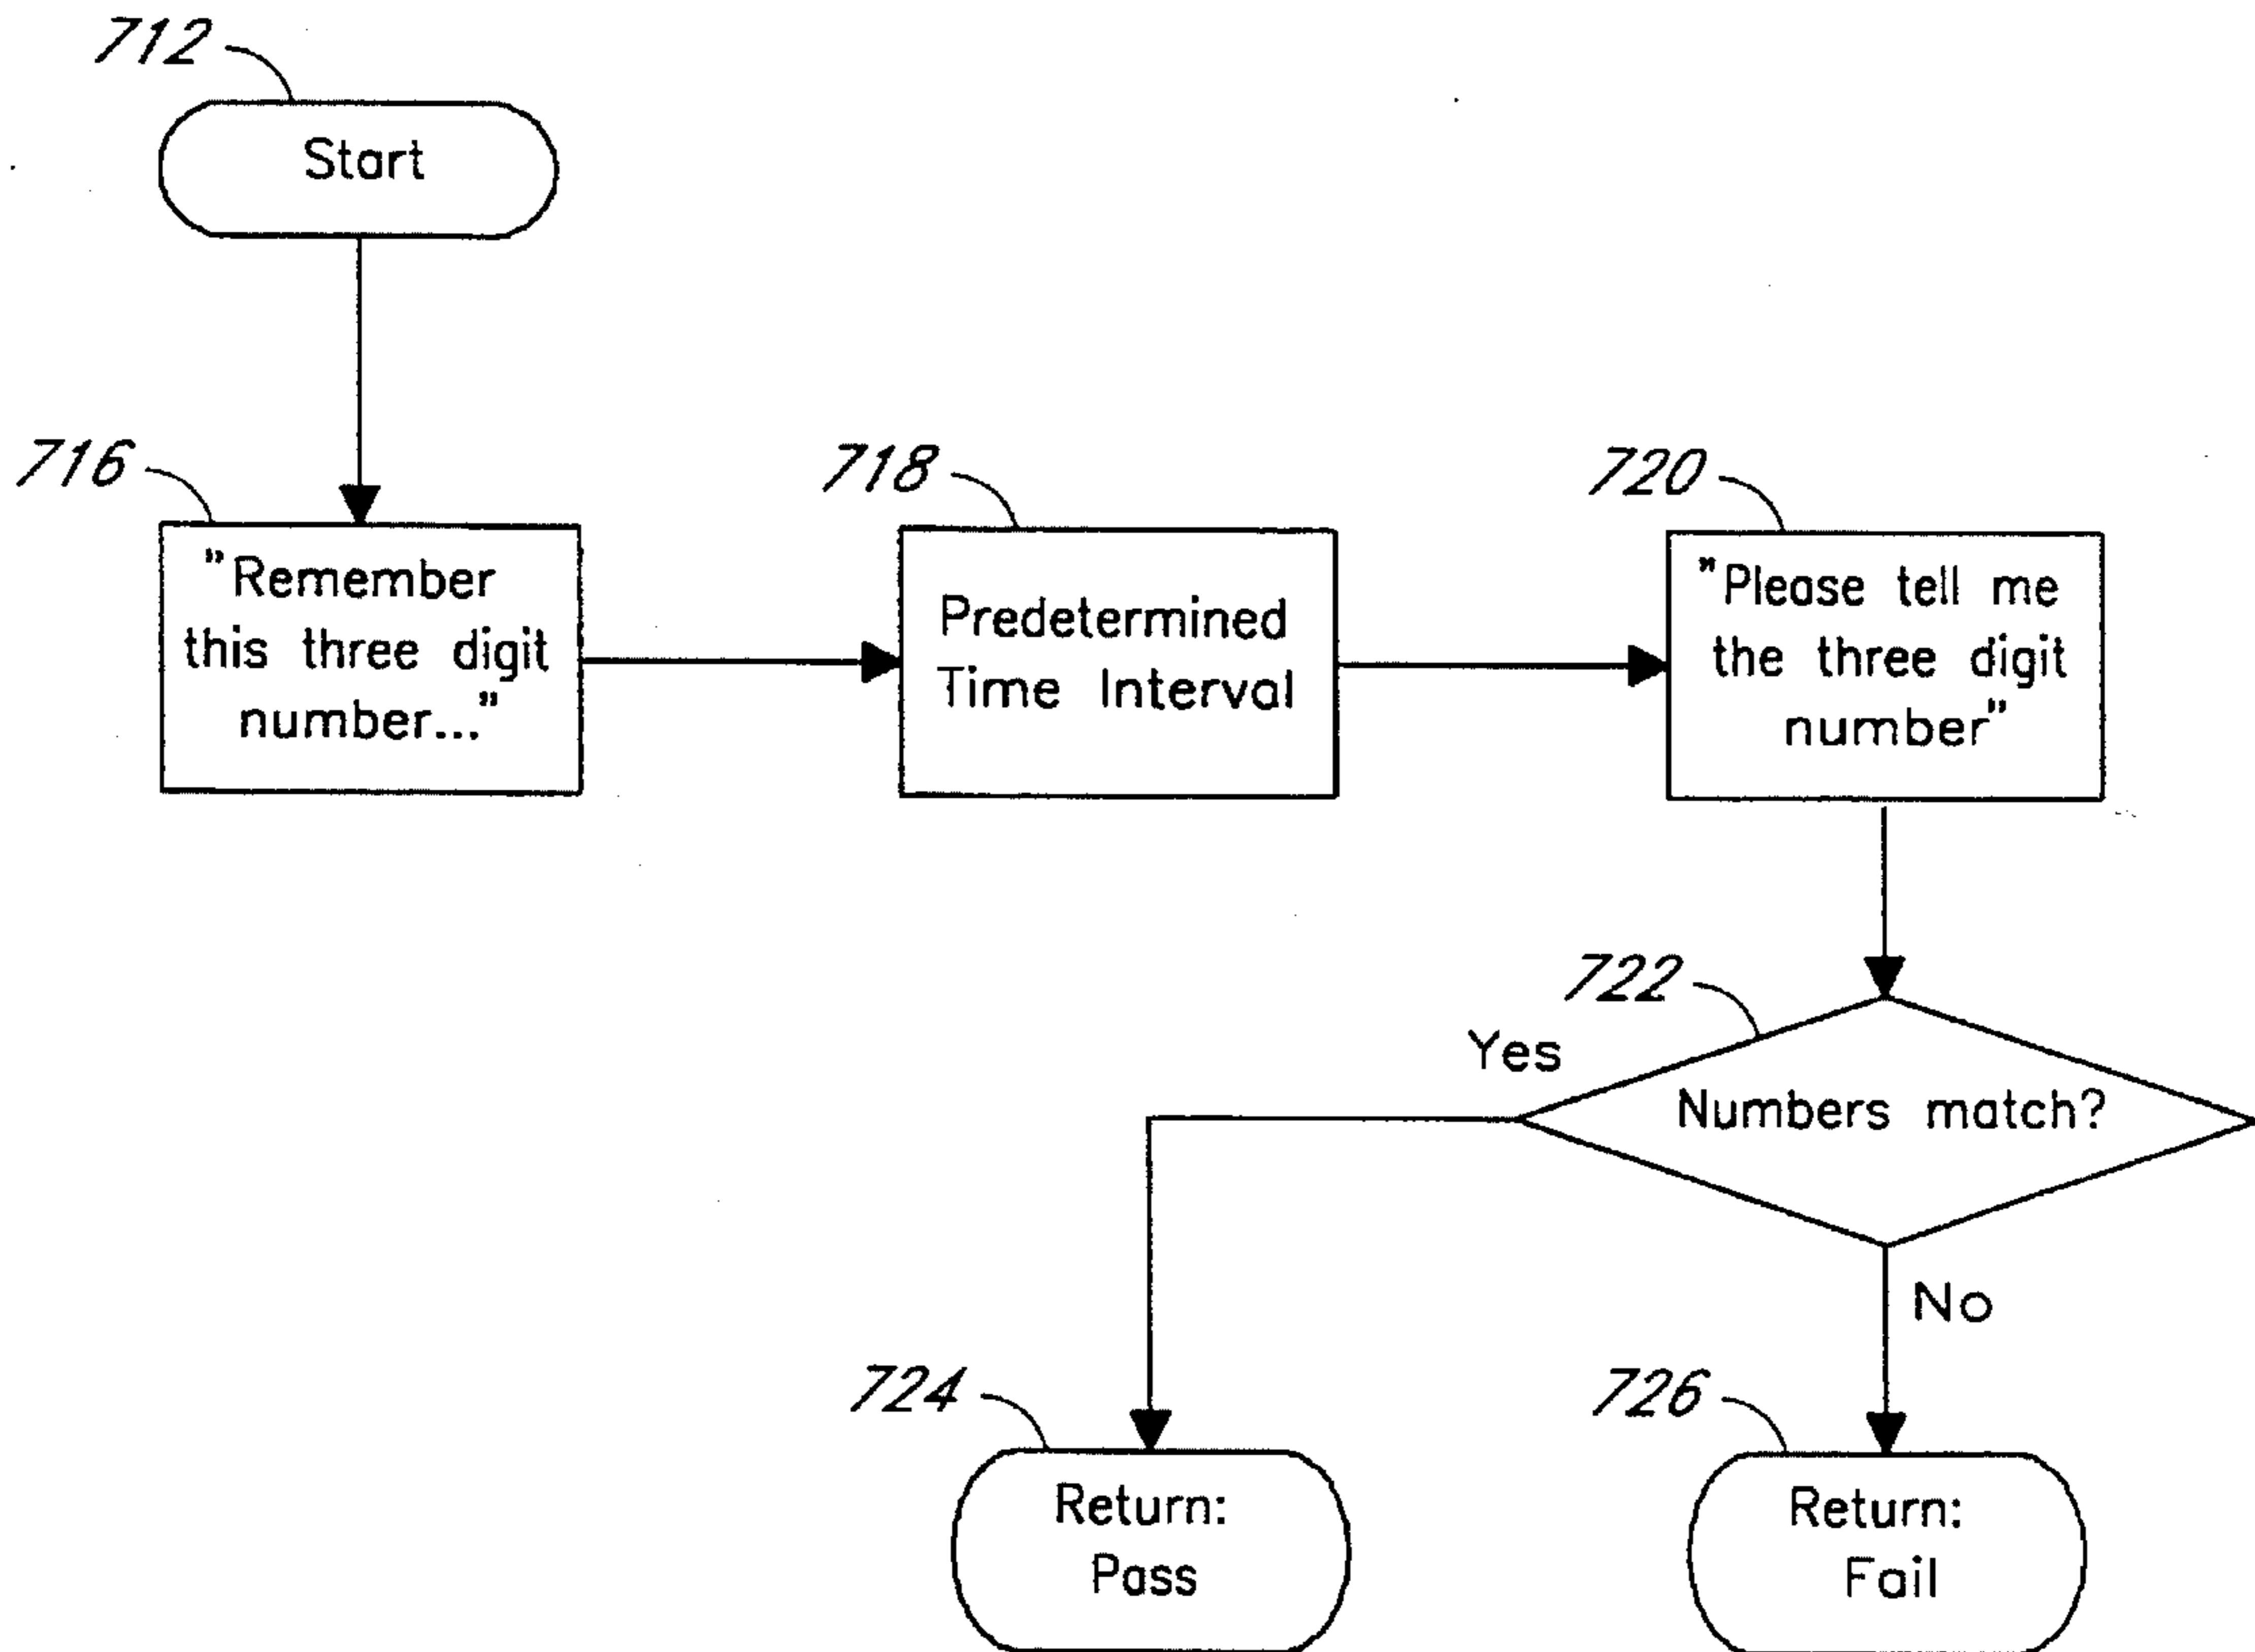 712
Start
716
"Remember
this three digit
number..."
718
Predetermined
Time Interval
720
"Please tell me
the three digit
number"
722
Yes
Numbers match?
No
724
Return:
Pass
726
Return:
Fail